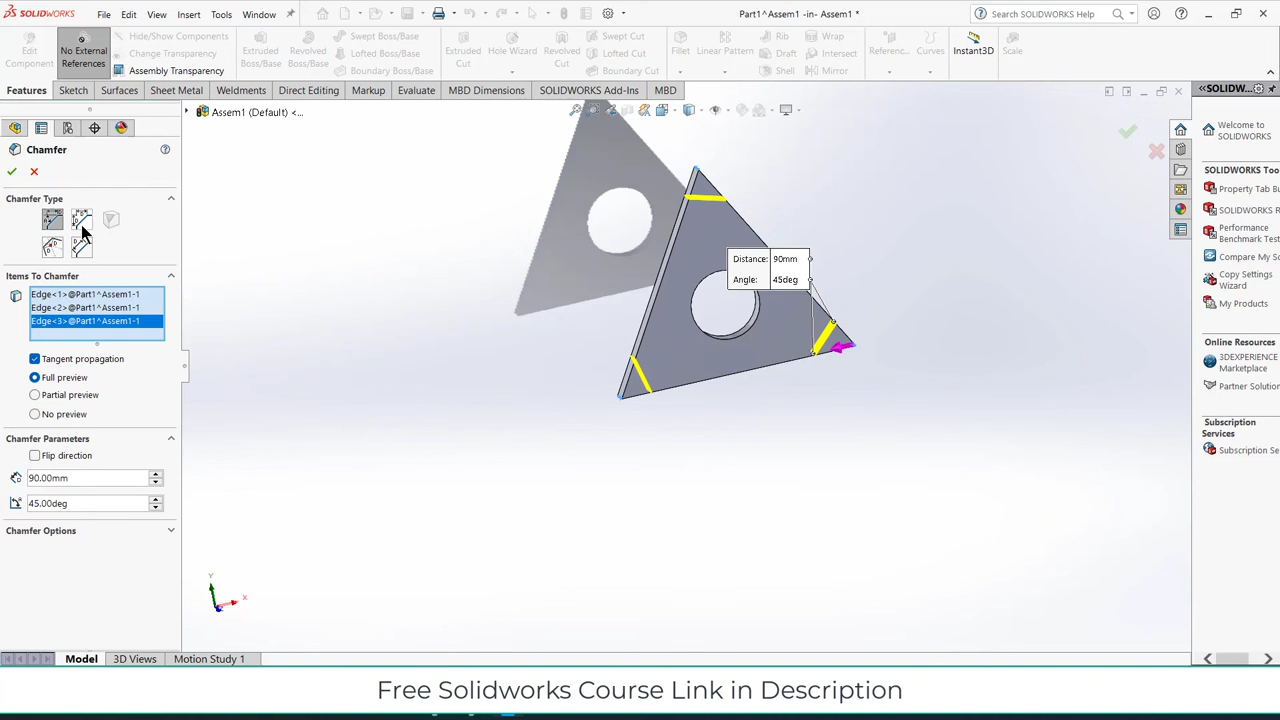 SOLIDWORKS
File
Edit
View
Insert
Tools
Window
Part1^Assem1 -in- Assem1 *
Search SOLIDWORKS Help
Edit
Component
No External
References
Hide/Show Components
Change Transparency
Assembly Transparency
Extruded
Boss/Base
Revolved
Boss/Base
Swept Boss/Base
Lofted Boss/Base
Boundary Boss/Base
Extruded
Cut
Hole Wizard
Revolved
Cut
Swept Cut
Lofted Cut
Boundary Cut
Fillet
Linear Pattern
Rib
Draft
Shell
Wrap
Intersect
Mirror
Referenc...
Curves
Instant3D
Scale
Features
Sketch
Surfaces
Sheet Metal
Weldments
Direct Editing
Markup
Evaluate
MBD Dimensions
SOLIDWORKS Add-Ins
MBD
SOLIDW...
Assem1 (Default) <...
Chamfer
Chamfer Type
Items To Chamfer
Edge<1>@Part1^Assem1-1
Edge<2>@Part1^Assem1-1
Edge<3>@Part1^Assem1-1
Tangent propagation
Full preview
Partial preview
No preview
Chamfer Parameters
Flip direction
90.00mm
45.00deg
Chamfer Options
Distance: 90mm
Angle: 45deg
Y
X
Welcome to
SOLIDWORKS
SOLIDWORKS Too
Property Tab Bu
SOLIDWORKS R
Performance
Benchmark Test
Compare My Sc
Copy Settings
Wizard
My Products
Online Resources
3DEXPERIENCE
Marketplace
Partner Solution
Subscription
Services
Subscription Se
Model
3D Views
Motion Study 1
Free Solidworks Course Link in Description